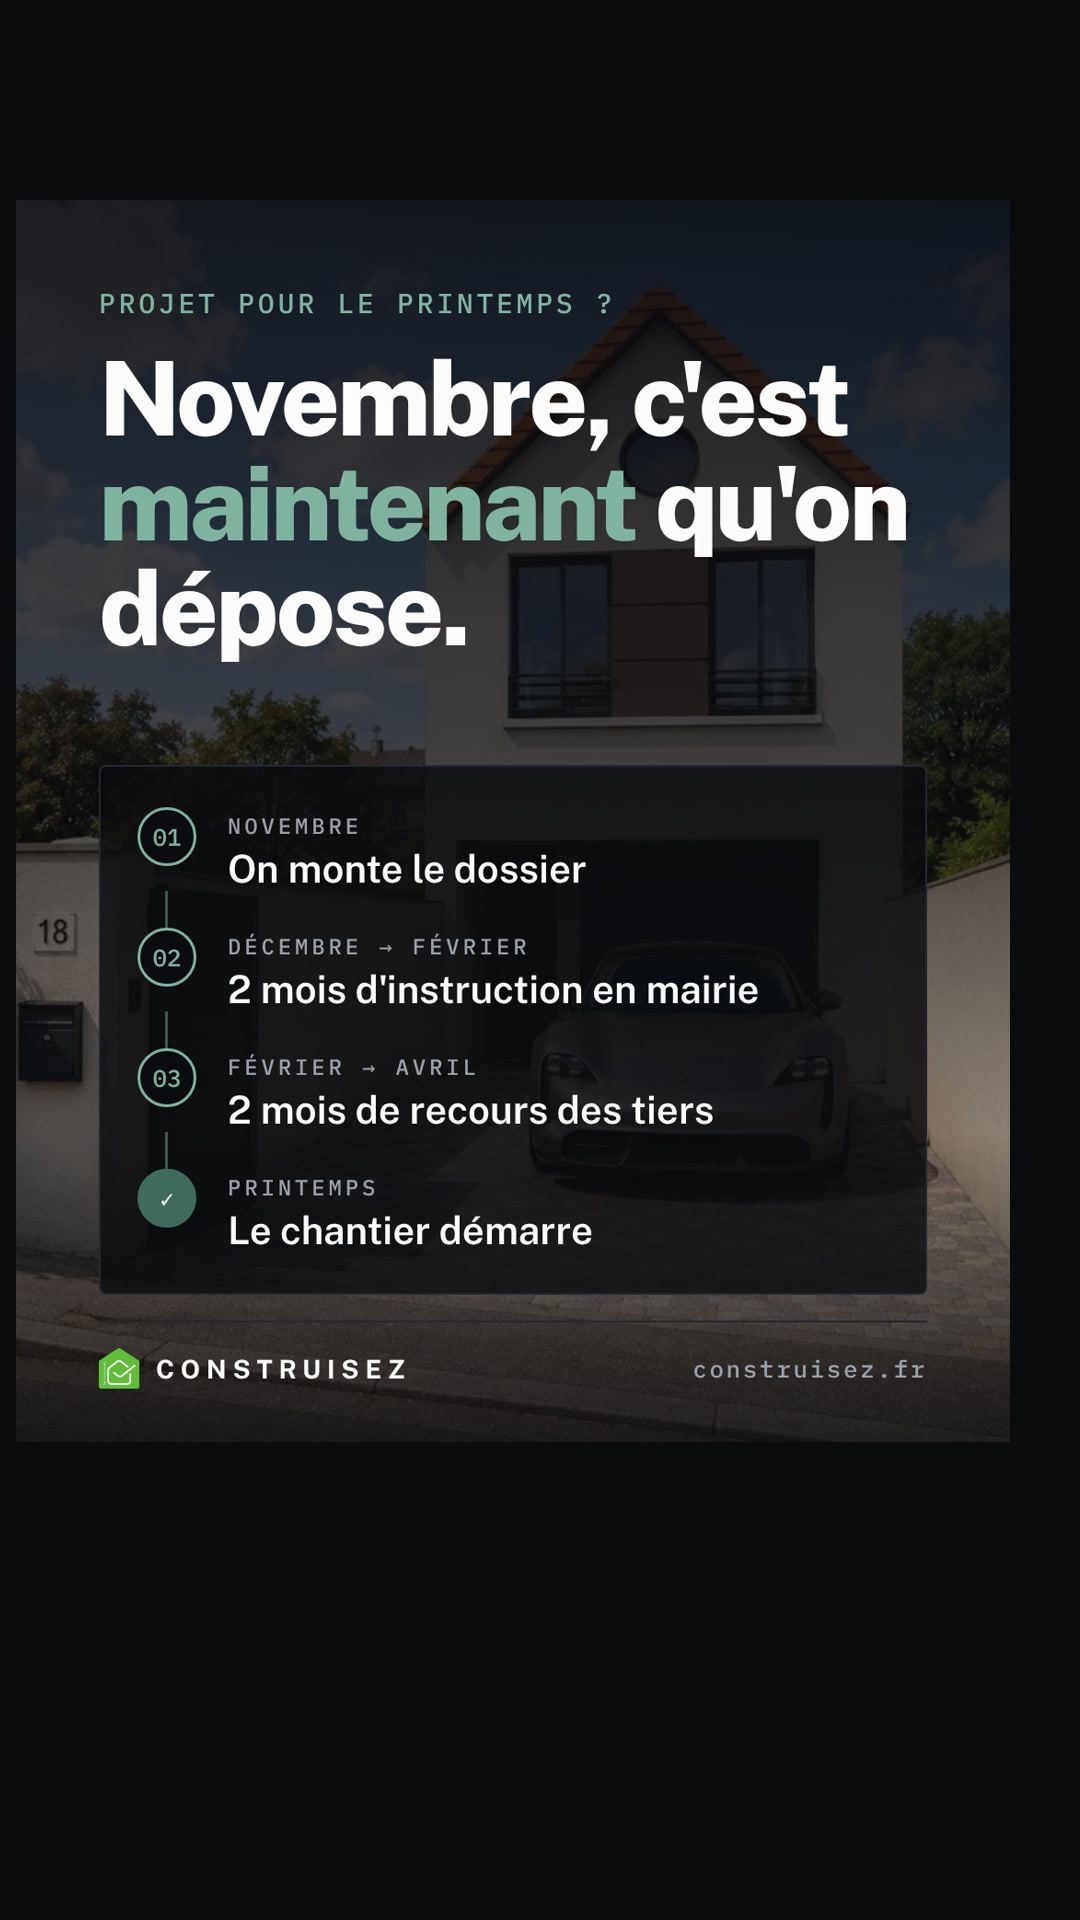 PROJET POUR LE PRINTEMPS ?
Novembre, c'est
maintenant qu'on
dépose.
01
NOVEMBRE
On monte le dossier
18
02
DÉCEMBRE → FÉVRIER
2 mois d'instruction en mairie
03
FÉVRIER → AVRIL
2 mois de recours des tiers
✓
PRINTEMPS
Le chantier démarre
CONSTRUISEZ
construisez.fr